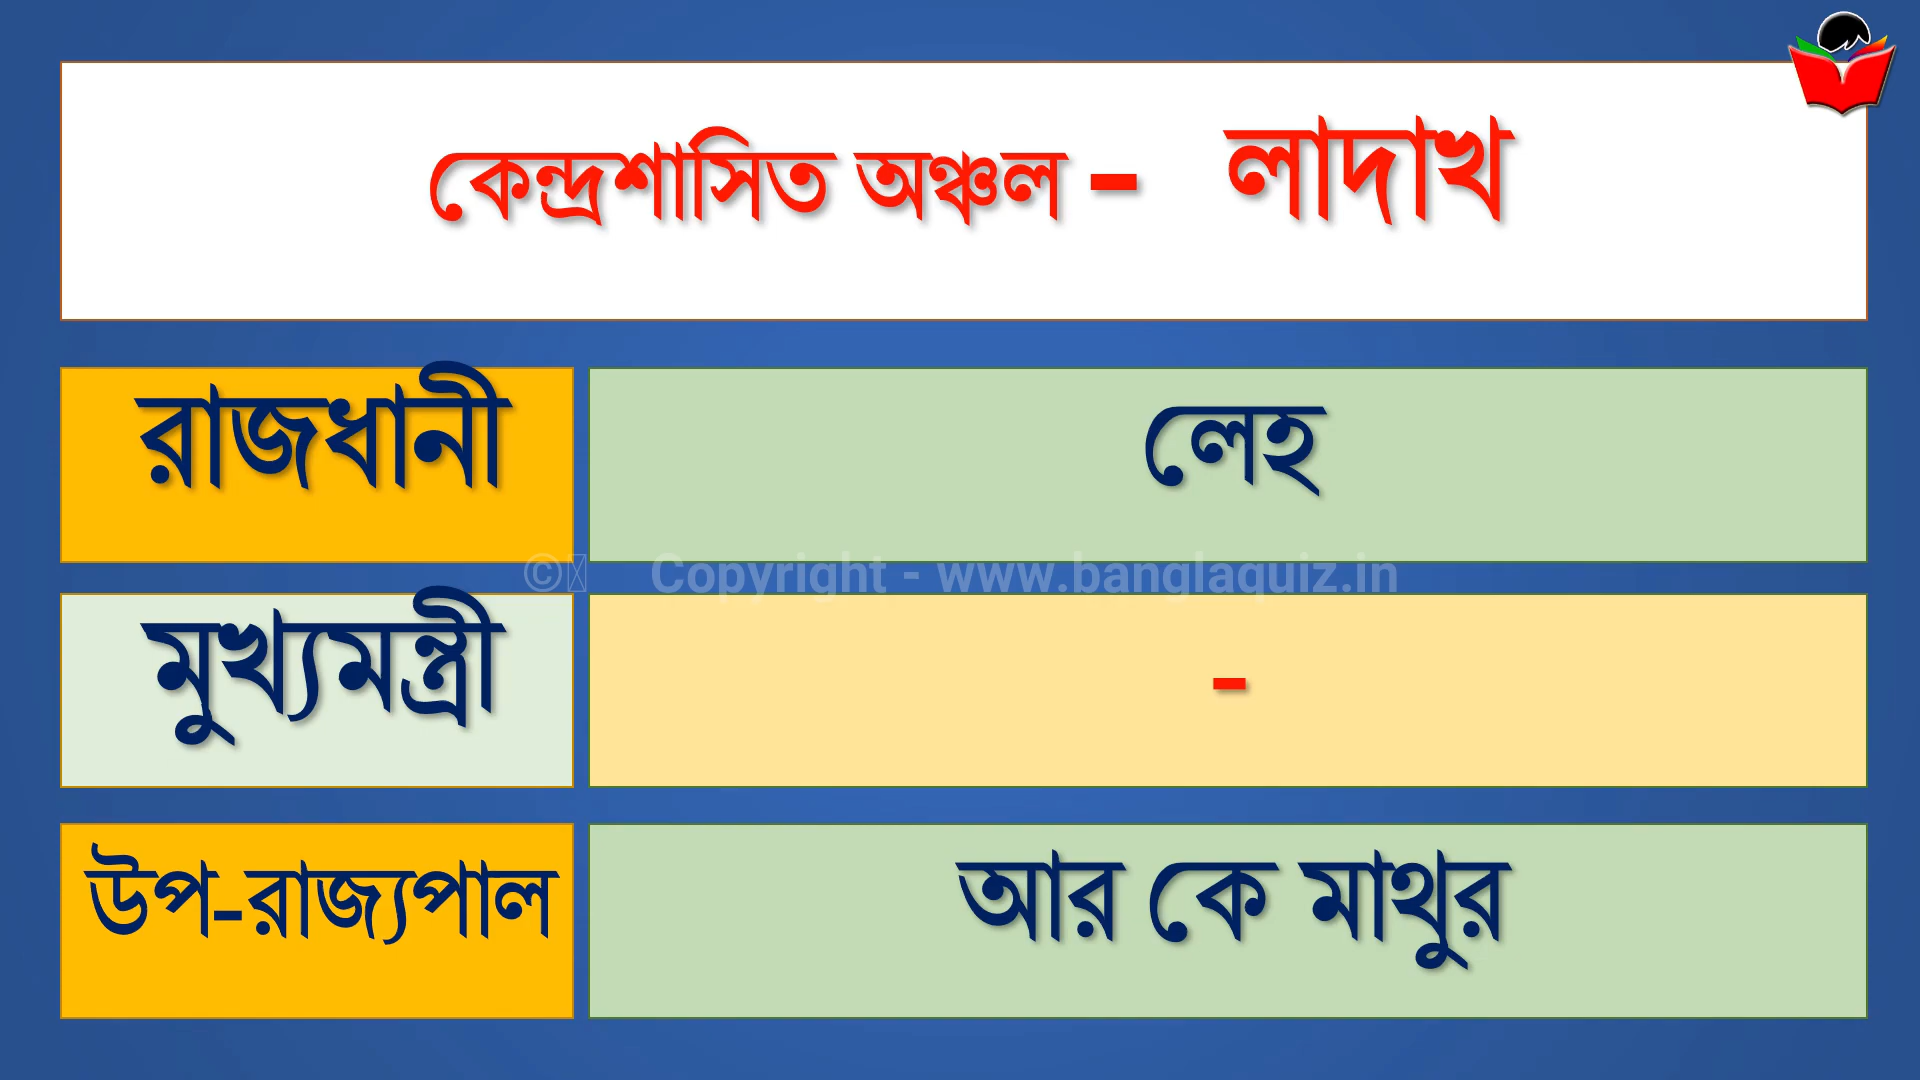 কেন্দ্রশাসিত অঞ্চল - লাদাখ
রাজধানী
লেহ
© Copyright - www.banglaquiz.in
মুখ্যমন্ত্রী
-
উপ-রাজ্যপাল
আর কে মাথুর